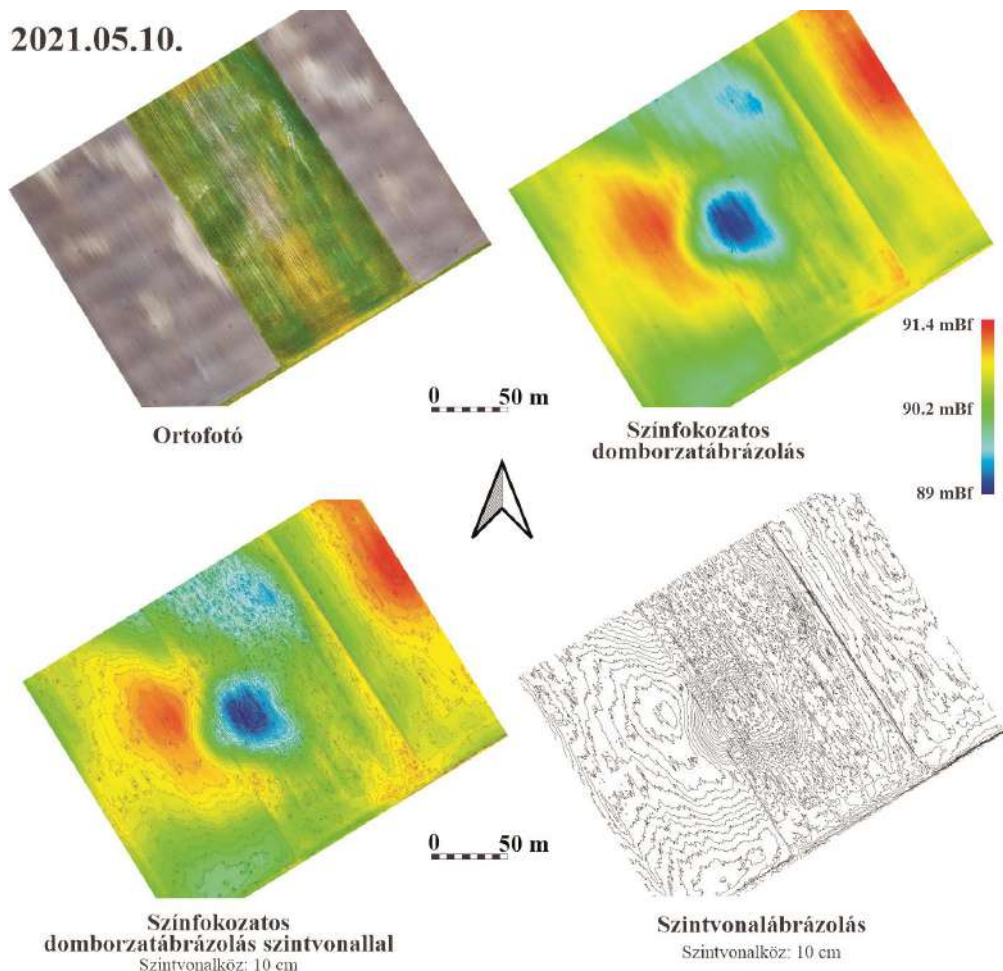 2021.05.10.
Ortofotó
0 50 m
Színfokozatos
domborzatábrázolás
91.4 mBf
90.2 mBf
89 mBf
Színfokozatos
domborzatábrázolás szintvonallal
Szintvonalköz: 10 cm
0 50 m
Szintvonalábrázolás
Szintvonalköz: 10 cm